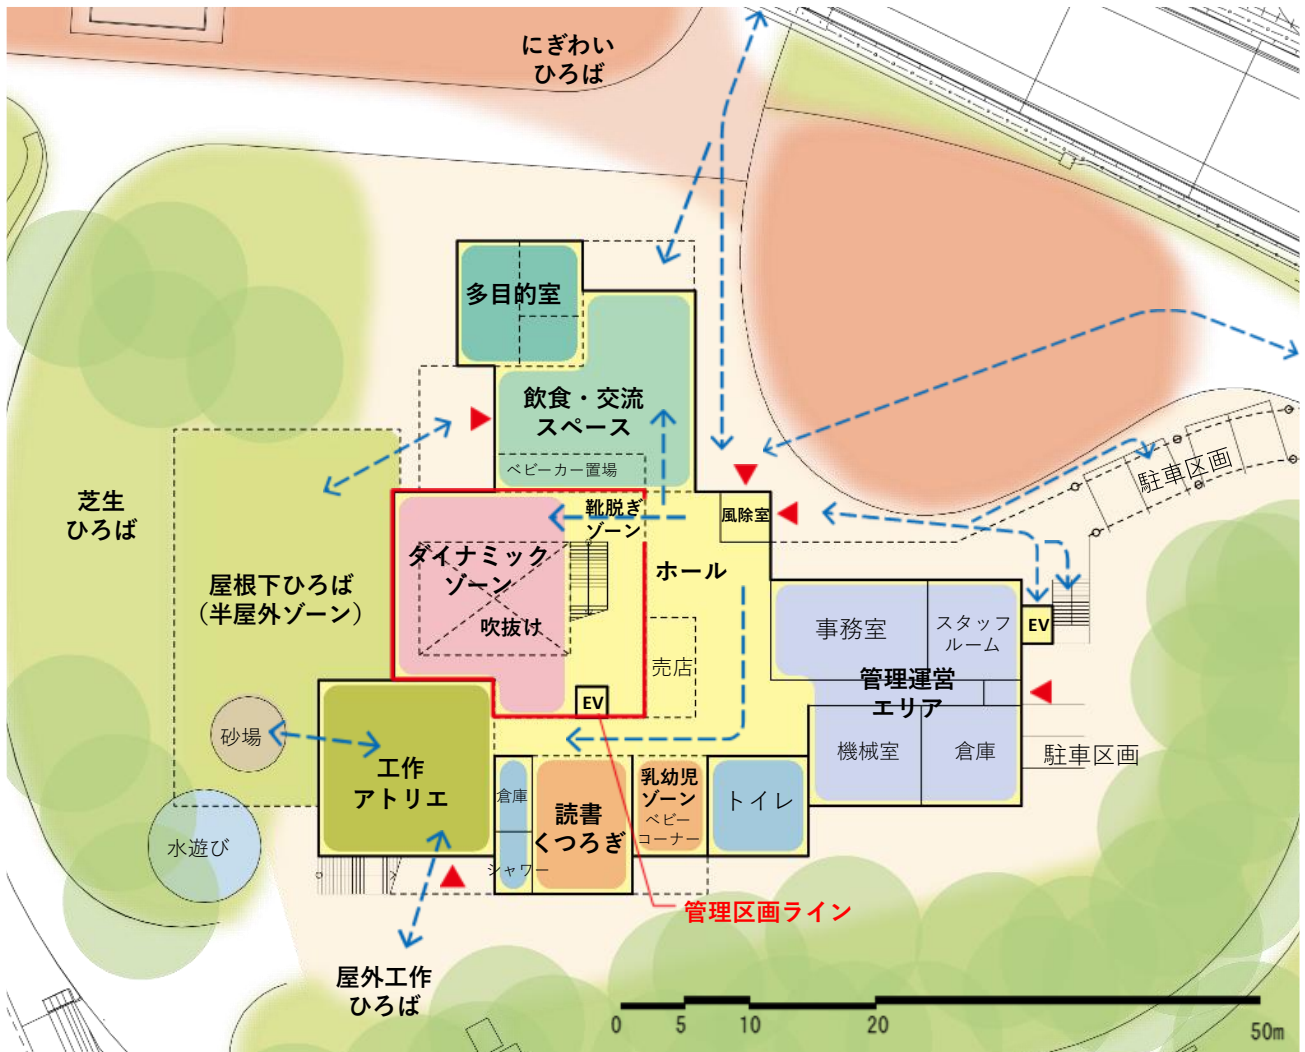 にぎわい
ひろば
多目的室
飲食・交流
スペース
ベビーカー置場
靴脱ぎ
ゾーン
風除室
駐車区画
芝生
ひろば
ダイナミック
ゾーン
ホール
屋根下ひろば
（半屋外ゾーン）
吹抜け
事務室
スタッフ
ルーム
EV
売店
管理運営
エリア
EV
砂場
機械室
倉庫
駐車区画
工作
アトリエ
倉庫
読書
くつろぎ
乳幼児
ゾーン
ベビー
コーナー
トイレ
水遊び
シャワー
管理区画ライン
屋外工作
ひろば
0 5 10 20 50m